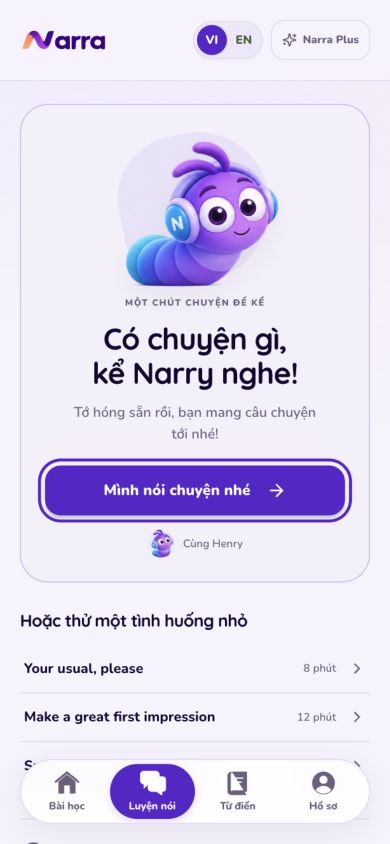 Narra
VI EN
Narra Plus
N
MỘT CHÚT CHUYỆN ĐỂ KỂ
Có chuyện gì,
kể Narry nghe!
Tớ hóng sẵn rồi, bạn mang câu chuyện
tới nhé!
Mình nói chuyện nhé
Cùng Henry
Hoặc thử một tình huống nhỏ
Your usual, please 8 phút
Make a great first impression 12 phút
Bài học Luyện nói Từ điển Hồ sơ